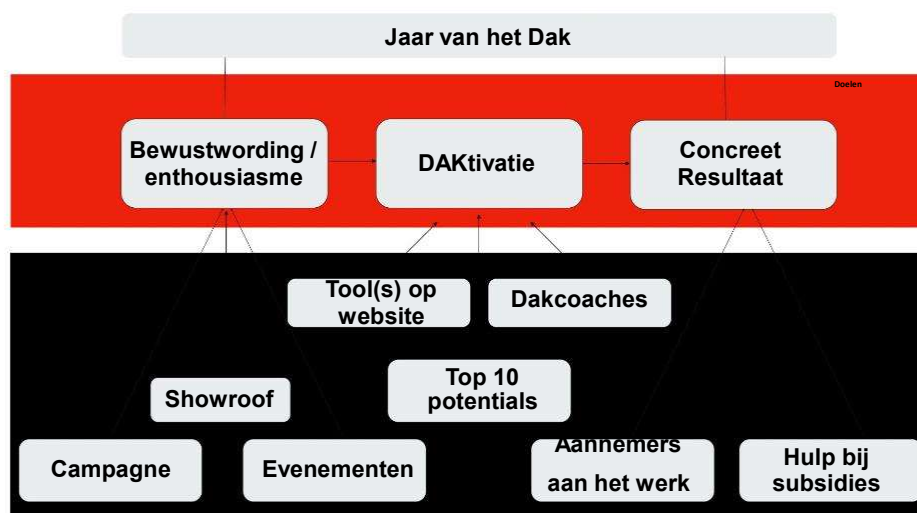 Jaar van het Dak
Doelen
Bewustwording /
enthousiasme
DAKtivatie
Concreet
Resultaat
Tool(s) op
website
Dakcoaches
Top 10
potentials
Showroof
Campagne
Evenementen
Aannemers
aan het werk
Hulp bij
subsidies